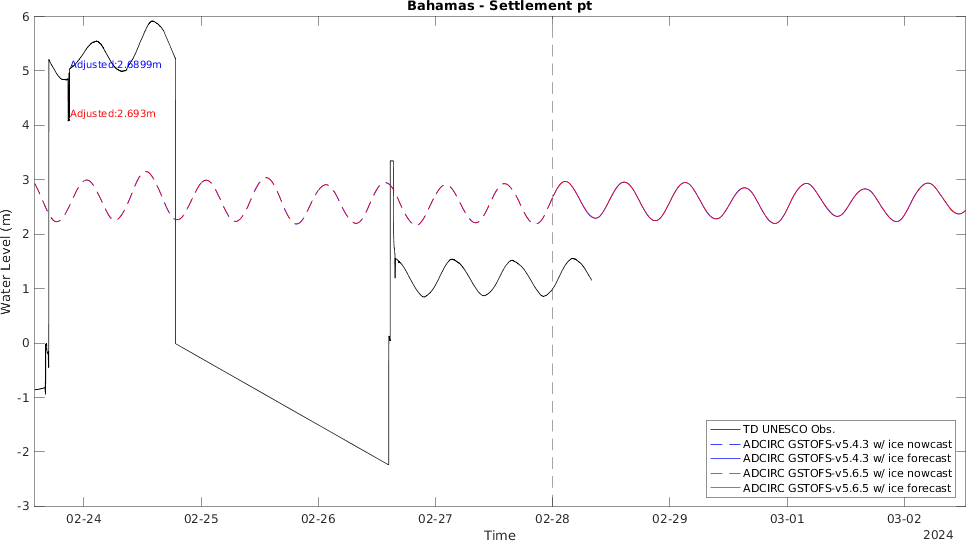 Bahamas - Settlement pt
6
5
4
3
2
1
0
-1
-2
-3
Water Level (m)
Adjusted:2.6899m
Adjusted:2.693m
TD UNESCO Obs.
ADCIRC GSTOFS-v5.4.3 w/ ice nowcast
ADCIRC GSTOFS-v5.4.3 w/ ice forecast
ADCIRC GSTOFS-v5.6.5 w/ ice nowcast
ADCIRC GSTOFS-v5.6.5 w/ ice forecast
02-24 02-25 02-26 02-27 02-28 02-29 03-01 03-02
Time
2024